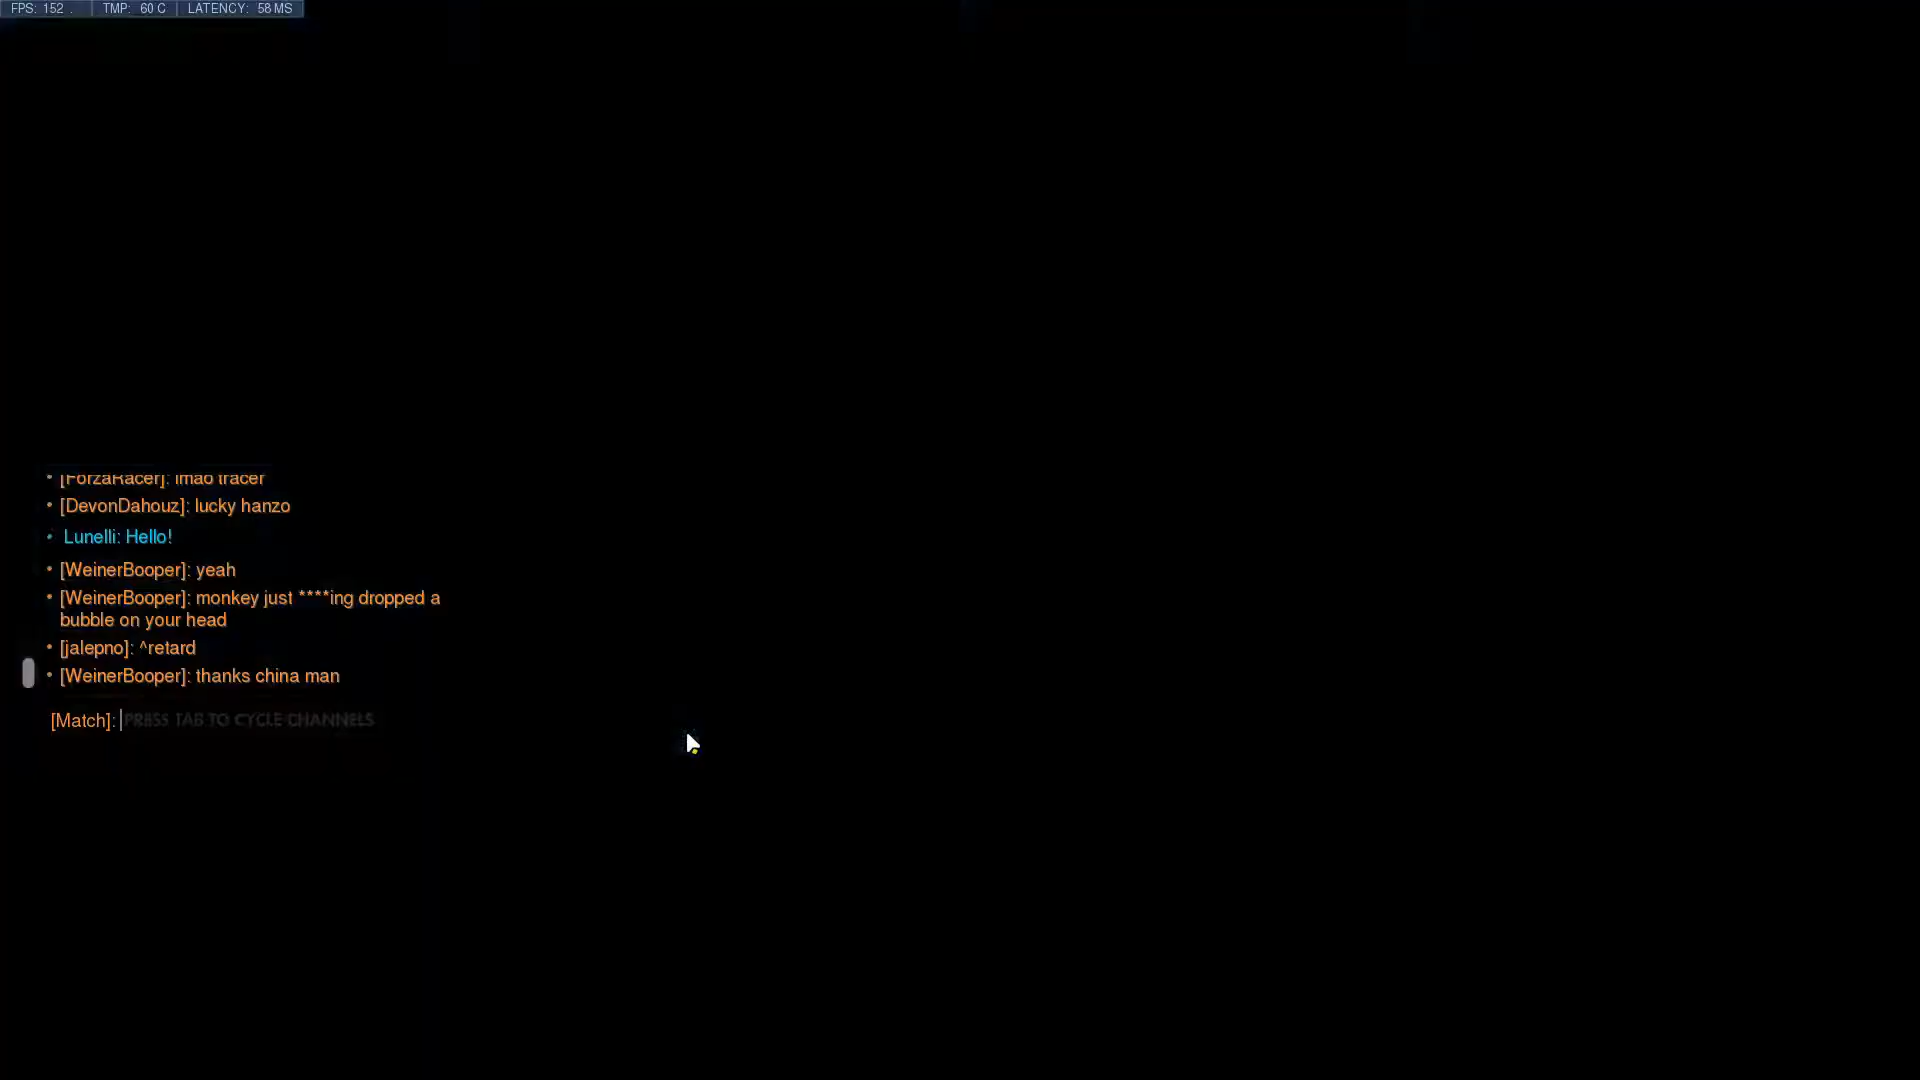 FPS: 152 . TMP: 60 C LATENCY: 58 MS
• [ForzaRacer]: lmao tracer
• [DevonDahouz]: lucky hanzo
• Lunelli: Hello!
• [WeinerBooper]: yeah
• [WeinerBooper]: monkey just ****ing dropped a
bubble on your head
• [jalepno]: ^retard
• [WeinerBooper]: thanks china man
[Match]: PRESS TAB TO CYCLE CHANNELS